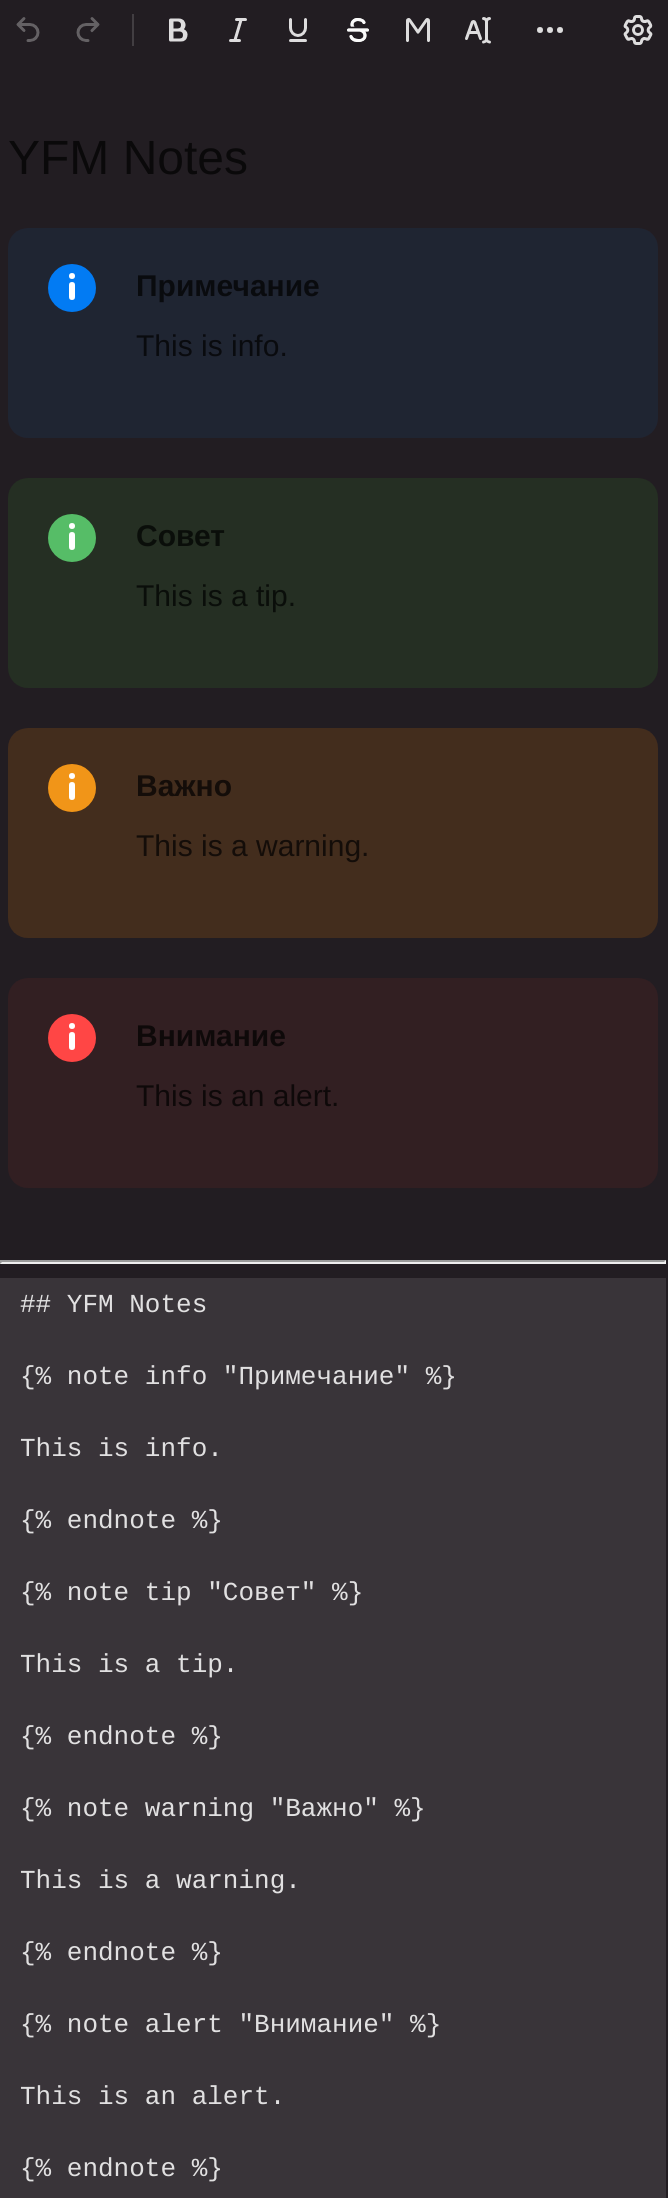 B I U S M AI
YFM Notes
Примечание
This is info.
Совет
This is a tip.
Важно
This is a warning.
Внимание
This is an alert.
## YFM Notes
{% note info "Примечание" %}
This is info.
{% endnote %}
{% note tip "Совет" %}
This is a tip.
{% endnote %}
{% note warning "Важно" %}
This is a warning.
{% endnote %}
{% note alert "Внимание" %}
This is an alert.
{% endnote %}